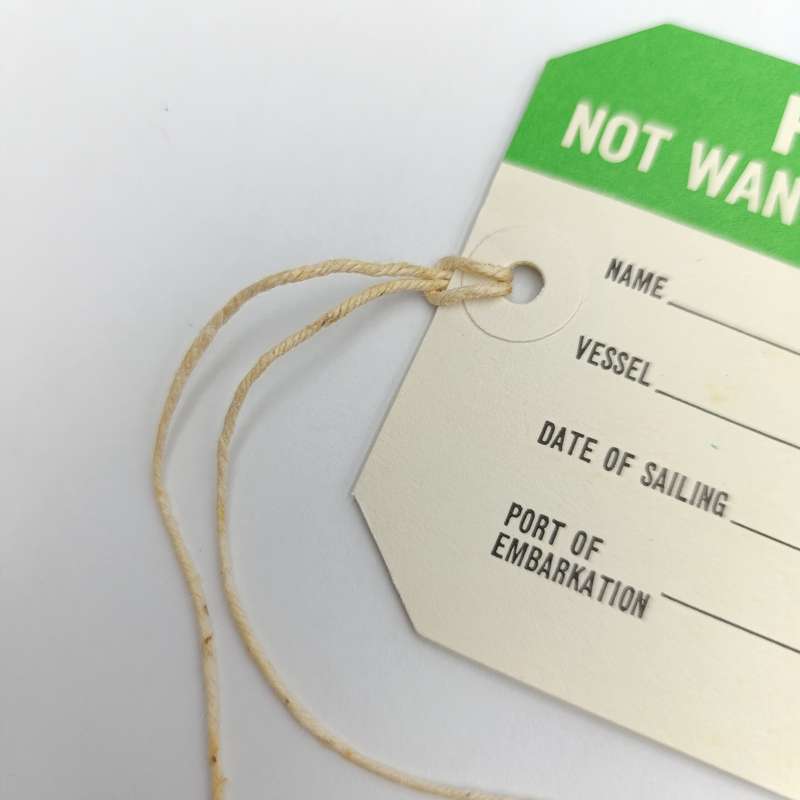 NOT WAN
NAME
VESSEL
DATE OF SAILING
PORT OF
EMBARKATION